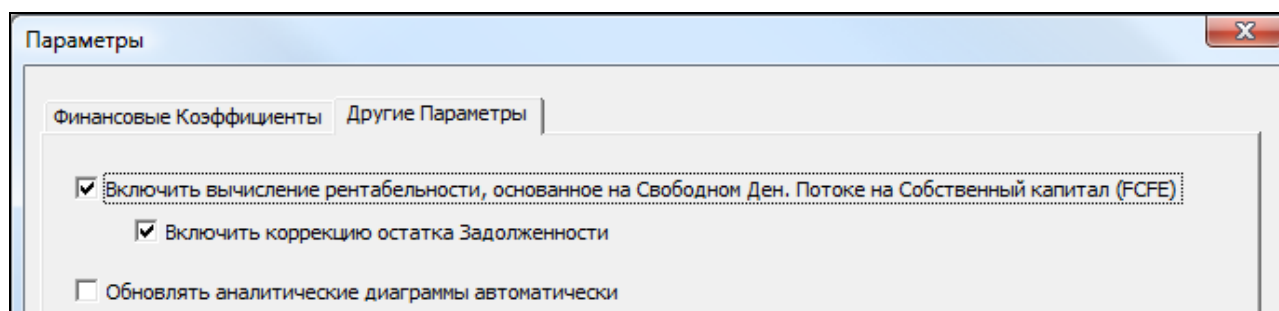 Параметры
Финансовые Коэффициенты Другие Параметры
Включить вычисление рентабельности, основанное на Свободном Ден. Потоке на Собственный капитал (FCFE)
Включить коррекцию остатка Задолженности
Обновлять аналитические диаграммы автоматически